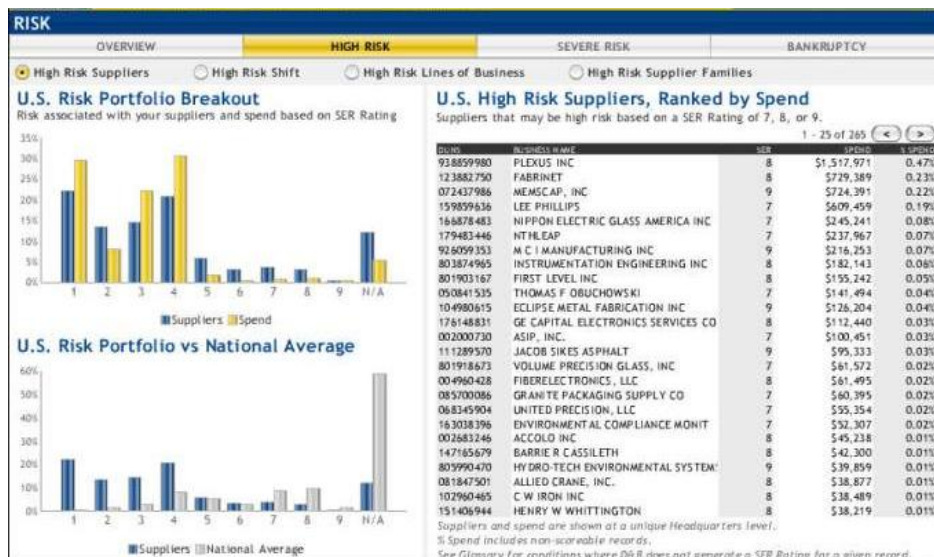 RISK
OVERVIEW HIGH RISK SEVERE RISK BANKRUPTCY
High Risk Suppliers High Risk Shift High Risk Lines of Business High Risk Supplier Families
U.S. Risk Portfolio Breakout
Risk associated with your suppliers and spend based on SER Rating
35%
30%
25%
20%
15%
10%
5%
0%
1 2 3 4 5 6 7 8 9 N/A
Suppliers Spend
U.S. Risk Portfolio vs National Average
60%
50%
40%
30%
20%
10%
0%
1 2 3 4 5 6 7 8 9 N/A
Suppliers National Average
U.S. High Risk Suppliers, Ranked by Spend
Suppliers that may be high risk based on a SER Rating of 7, 8, or 9.
1 - 25 of 265 < >
DUNS BUSINESS NAME SER SPEND % SPEND
938859980 PLEXUS INC 8 $1,517,971 0.47%
123882750 FABRINET 8 $729,389 0.23%
072437986 MEMSCAP, INC 9 $724,391 0.22%
159859636 LEE PHILLIPS 7 $609,459 0.19%
166878483 NIPPON ELECTRIC GLASS AMERICA INC 7 $245,241 0.08%
179483446 NTHLEAP 7 $237,967 0.07%
926059353 M C I MANUFACTURING INC 9 $216,253 0.07%
803874965 INSTRUMENTATION ENGINEERING INC 8 $182,143 0.06%
801903167 FIRST LEVEL INC 8 $155,242 0.05%
050841535 THOMAS F OBUCHOWSKI 7 $141,494 0.04%
104980615 ECLIPSE METAL FABRICATION INC 9 $126,204 0.04%
176148831 GE CAPITAL ELECTRONICS SERVICES CO 8 $112,440 0.03%
002000730 ASIP, INC. 7 $100,451 0.03%
111289570 JACOB SIKES ASPHALT 9 $95,333 0.03%
801918673 VOLUME PRECISION GLASS, INC 7 $61,572 0.02%
004960428 FIBERELECTRONICS, LLC 8 $61,495 0.02%
085700086 GRANITE PACKAGING SUPPLY CO 7 $60,395 0.02%
068345904 UNITED PRECISION, LLC 7 $55,354 0.02%
163038396 ENVIRONMENTAL COMPLIANCE MONIT 7 $52,307 0.02%
002683246 ACCOLO INC 8 $45,238 0.01%
147165679 BARRIE R CASSILETH 8 $42,300 0.01%
805990470 HYDRO-TECH ENVIRONMENTAL SYSTEM 9 $39,859 0.01%
081847501 ALLIED CRANE, INC. 8 $38,877 0.01%
102960465 C W IRON INC 8 $38,489 0.01%
151406944 HENRY W WHITTINGTON 8 $38,219 0.01%
Suppliers and spend are shown at a unique Headquarters level.
% Spend includes non-scoreable records.
See Glossary for conditions where D&B does not generate a SER Rating for a given record.